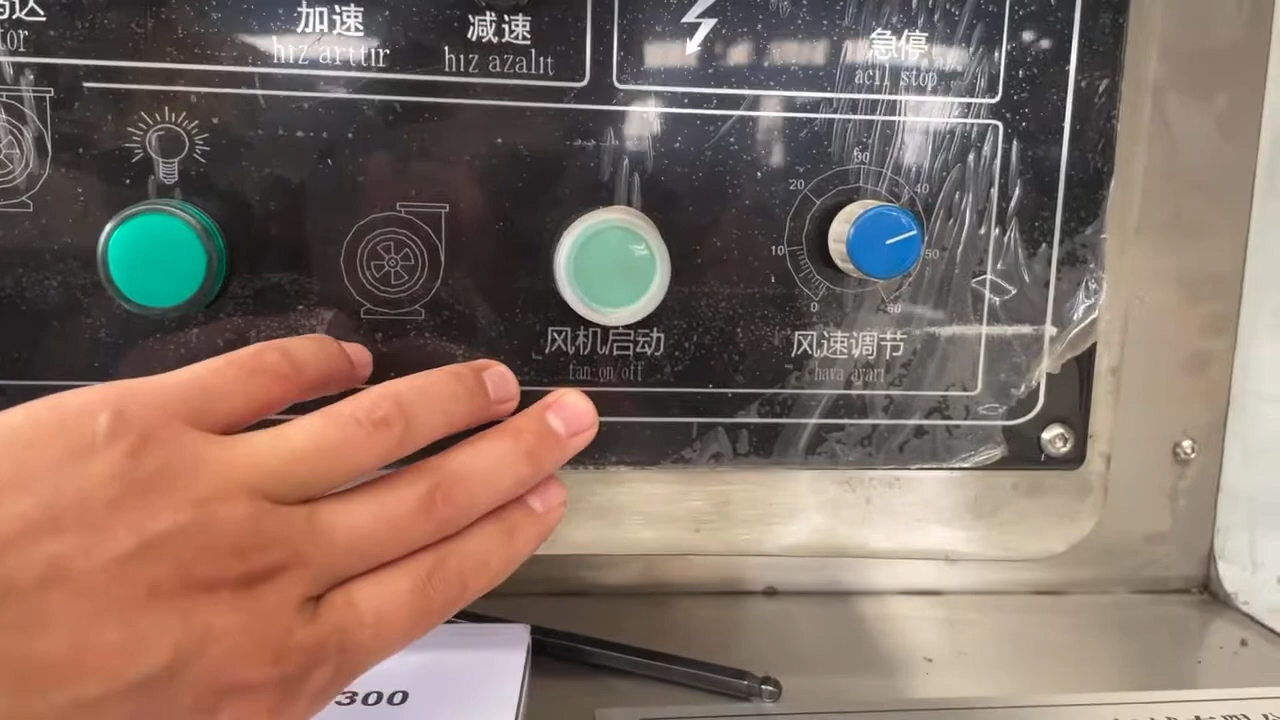 加速
hız arttır
减速
hız azalıt
急停
acil stop
0
10
20
30
40
50
60
风机启动
fan on/off
风速调节
hava ayarı
300